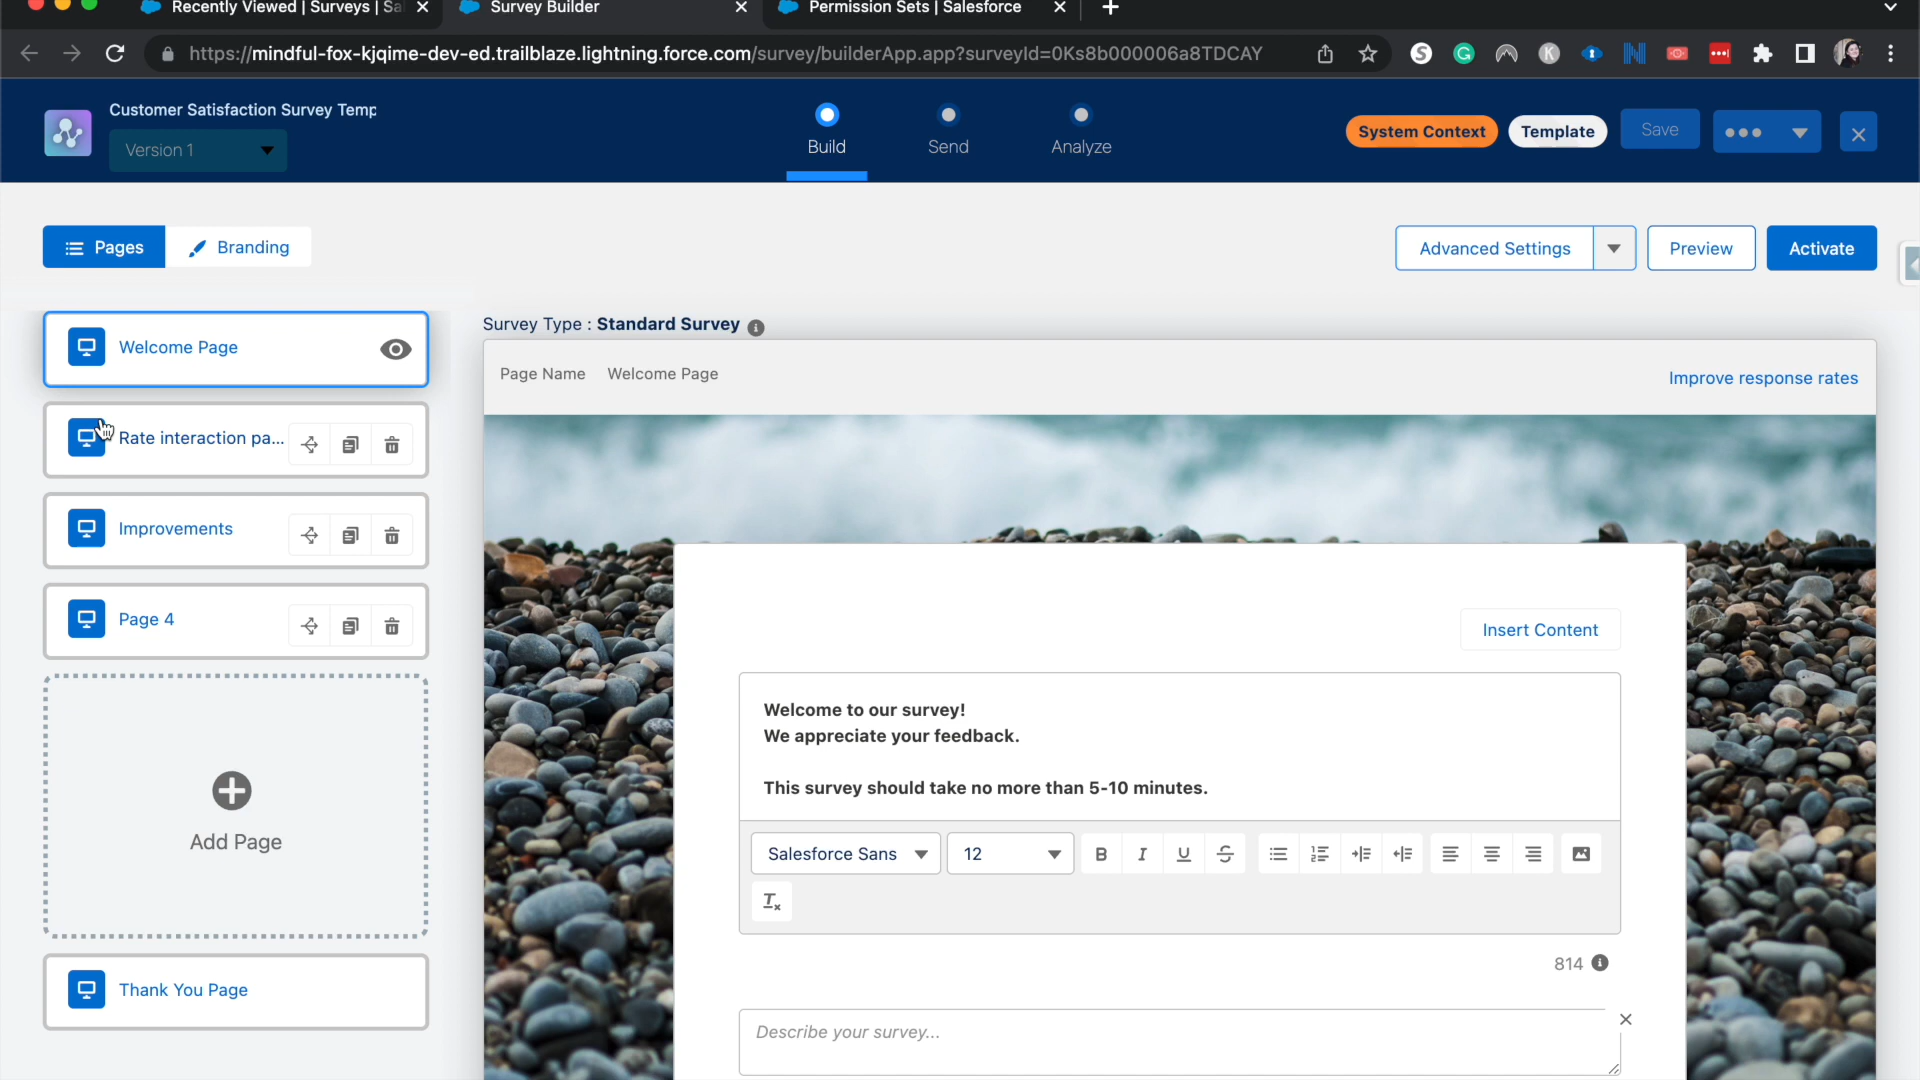 Recently Viewed | Surveys | Sa
Survey Builder
Permission Sets | Salesforce
https://mindful-fox-kjqime-dev-ed.trailblaze.lightning.force.com/survey/builderApp.app?surveyId=0Ks8b000006a8TDCAY
Customer Satisfaction Survey Temp
Version 1
Build
Send
Analyze
System Context
Template
Save
Pages
Branding
Advanced Settings
Preview
Activate
Welcome Page
Rate interaction pa...
Improvements
Page 4
Add Page
Thank You Page
Survey Type : Standard Survey
Page Name Welcome Page
Improve response rates
Insert Content
Welcome to our survey!
We appreciate your feedback.
This survey should take no more than 5-10 minutes.
Salesforce Sans
12
814
Describe your survey...